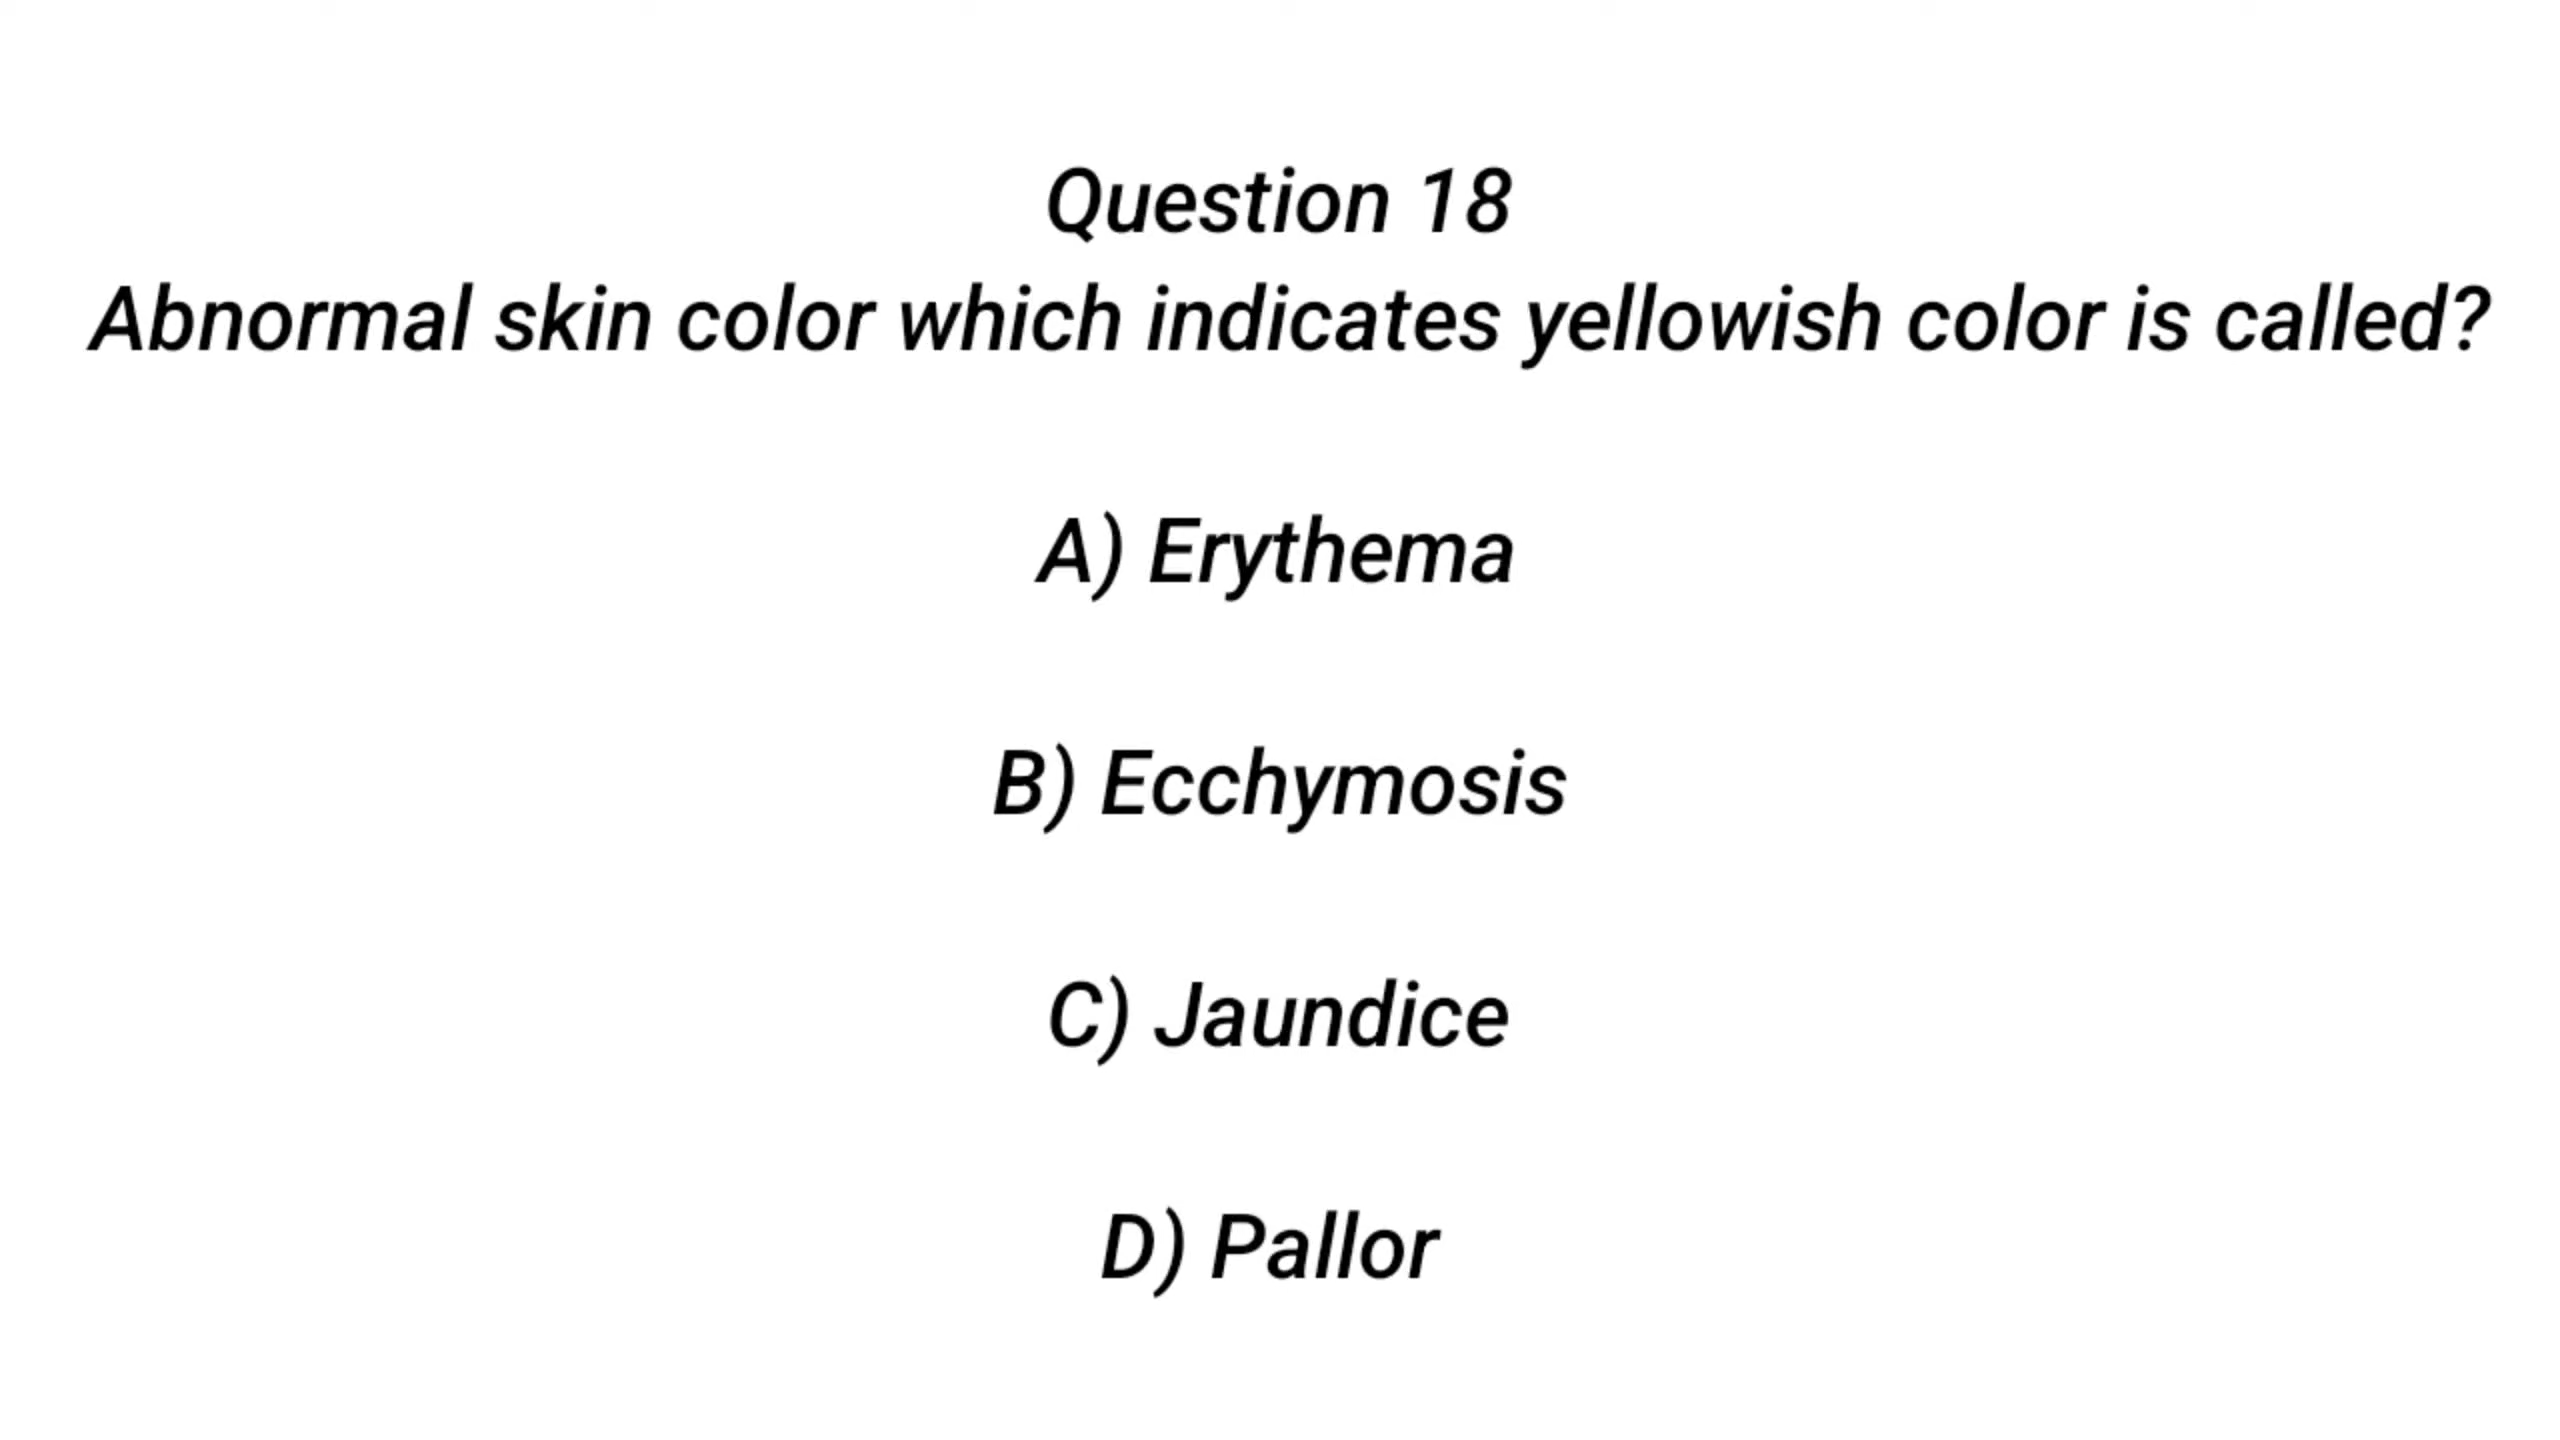 Question 18
Abnormal skin color which indicates yellowish color is called?
A) Erythema
B) Ecchymosis
C) Jaundice
D) Pallor